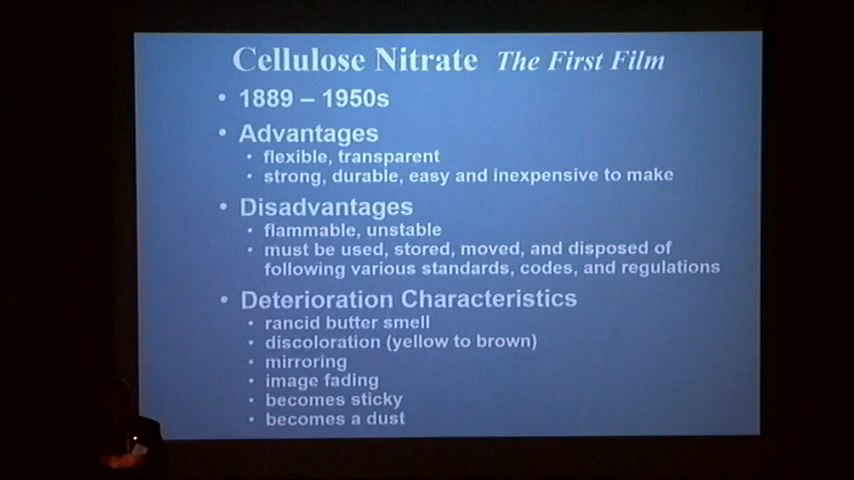 Cellulose Nitrate The First Film
• 1889 – 1950s
• Advantages
• flexible, transparent
• strong, durable, easy and inexpensive to make
• Disadvantages
• flammable, unstable
• must be used, stored, moved, and disposed of
following various standards, codes, and regulations
• Deterioration Characteristics
• rancid butter smell
• discoloration (yellow to brown)
• mirroring
• image fading
• becomes sticky
• becomes a dust